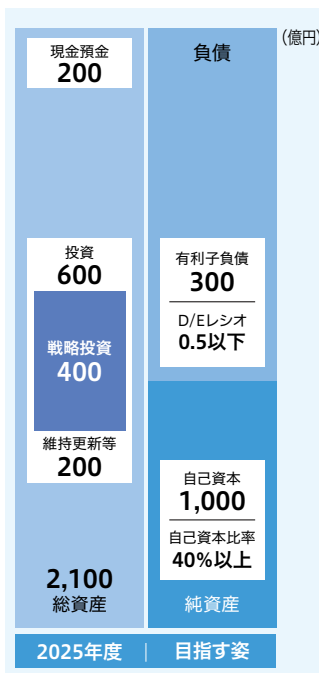 (億円)
現金預金
200
投資
600
戦略投資
400
維持更新等
200
2,100
総資産
負債
有利子負債
300
D/Eレシオ
0.5以下
自己資本
1,000
自己資本比率
40%以上
純資産
2025年度 | 目指す姿